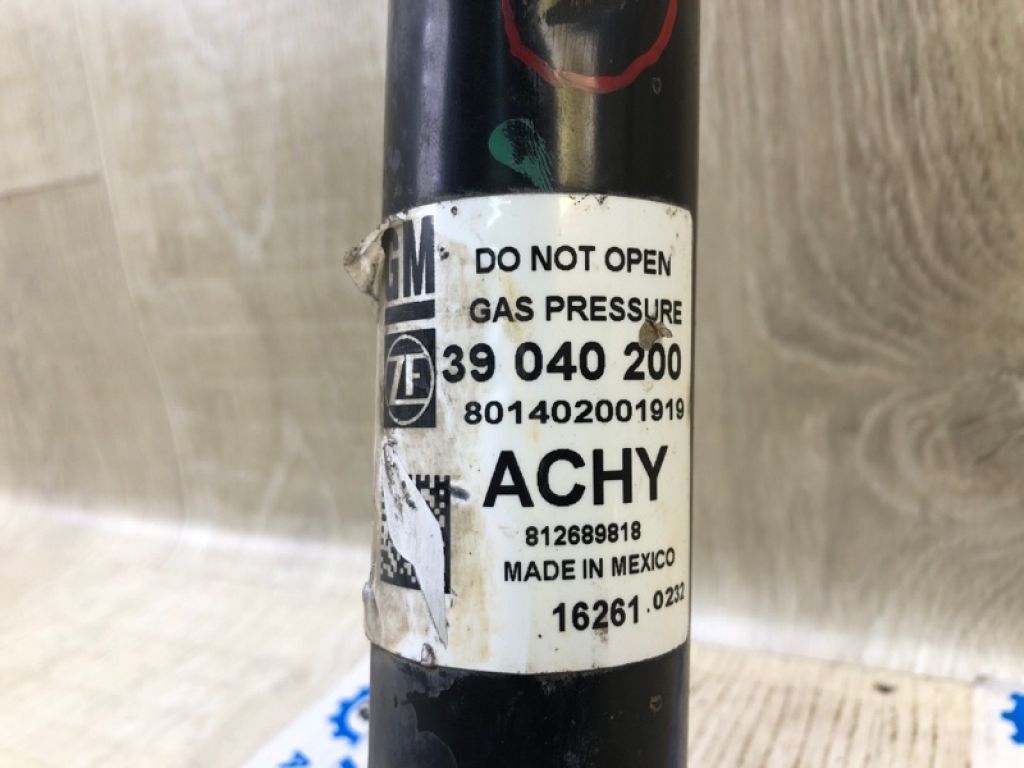 GM
DO NOT OPEN
GAS PRESSURE
ZF
39 040 200
801402001919
ACHY
812689818
MADE IN MEXICO
16261.0232